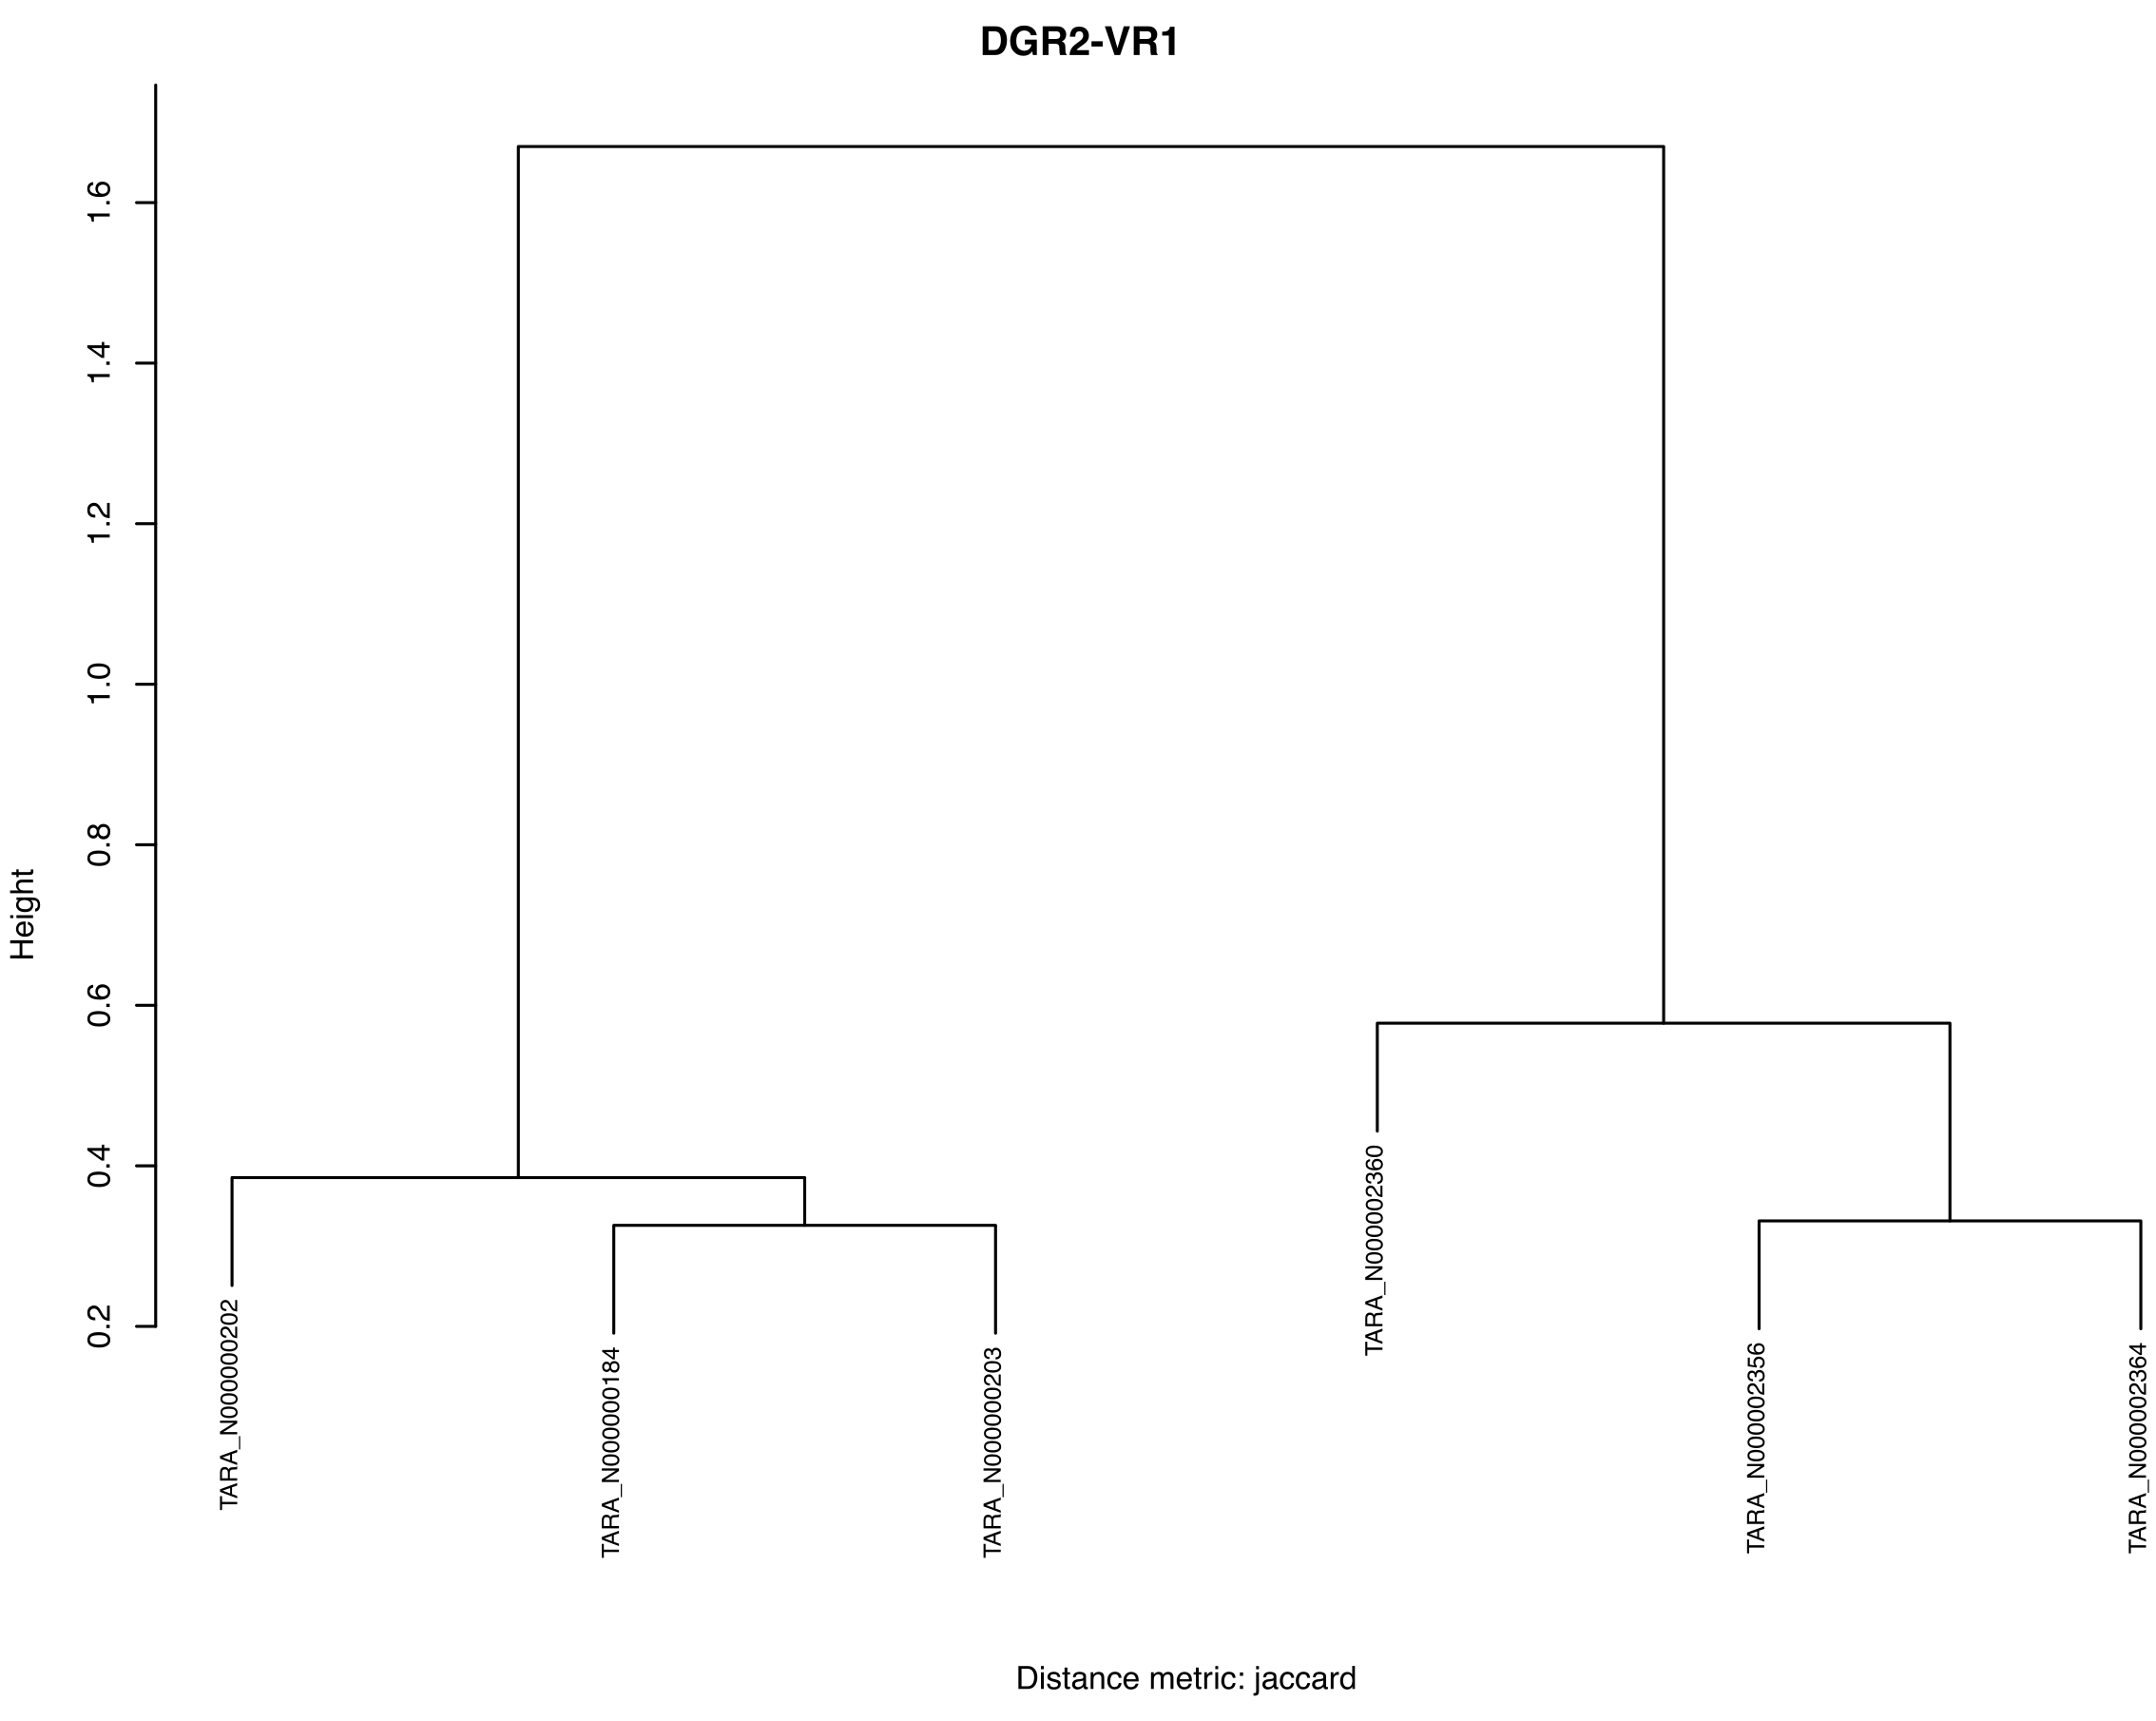 DGR2-VR1
Height
1.6
1.4
1.2
1.0
0.8
0.6
0.4
0.2
TARA_N000000202
TARA_N000000184
TARA_N000000203
TARA_N000002360
TARA_N000002356
TARA_N000002364
Distance metric: jaccard